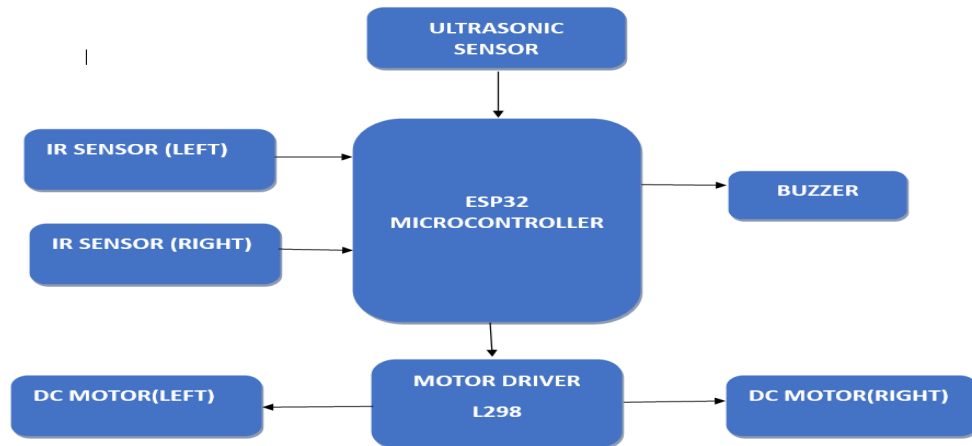 ULTRASONIC
SENSOR
IR SENSOR (LEFT)
ESP32
MICROCONTROLLER
BUZZER
IR SENSOR (RIGHT)
DC MOTOR(LEFT)
MOTOR DRIVER
L298
DC MOTOR(RIGHT)